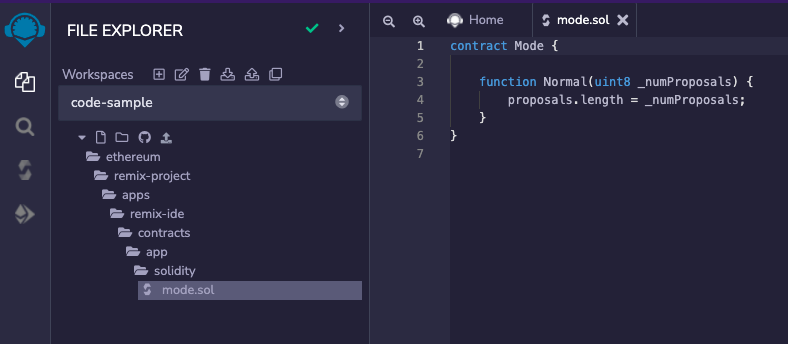 FILE EXPLORER
Workspaces
code-sample
ethereum
remix-project
apps
remix-ide
contracts
app
solidity
mode.sol
Home
mode.sol
1 contract Mode {
2
3 function Normal(uint8 _numProposals) {
4 proposals.length = _numProposals;
5 }
6 }
7